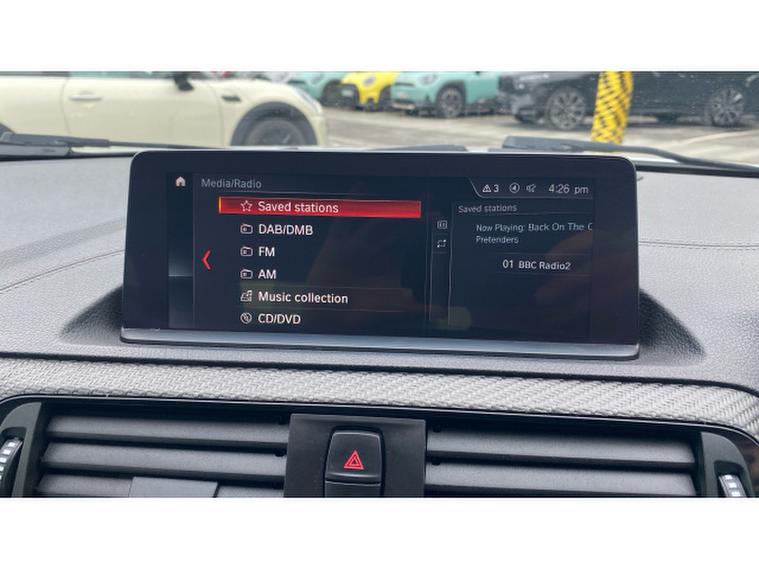 Media/Radio
3 4:26 pm
Saved stations
DAB/DMB
FM
AM
Music collection
CD/DVD
Saved stations
Now Playing: Back On The C
Pretenders
01 BBC Radio2